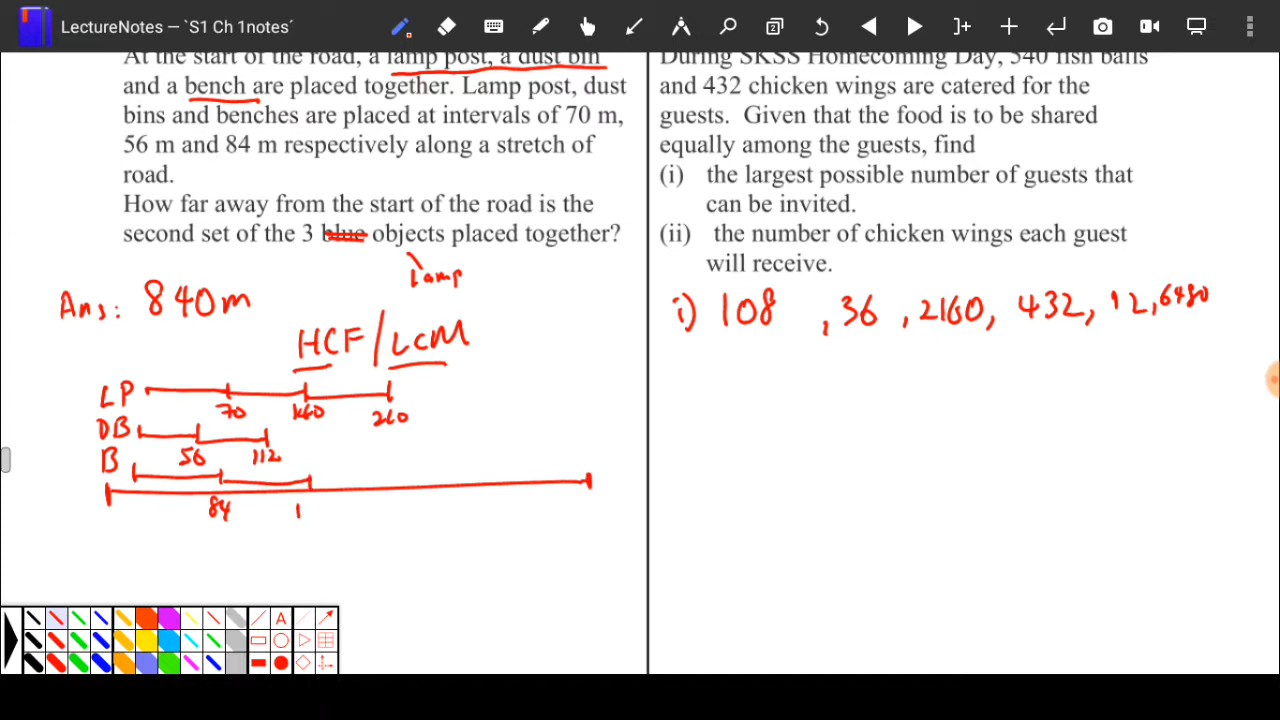 LectureNotes — `S1 Ch 1notes´
At the start of the road, a lamp post, a dust bin
and a bench are placed together. Lamp post, dust
bins and benches are placed at intervals of 70 m,
56 m and 84 m respectively along a stretch of
road.
How far away from the start of the road is the
second set of the 3 blue objects placed together?
Lamp
Ans: 840m
HCF / LCM
LP
70 140 210
DB
56 112
B
84 1
During SKSS Homecoming Day, 540 fish balls
and 432 chicken wings are catered for the
guests. Given that the food is to be shared
equally among the guests, find
(i) the largest possible number of guests that
can be invited.
(ii) the number of chicken wings each guest
will receive.
i) 108 , 36 , 2160, 432, 12, 6480
A